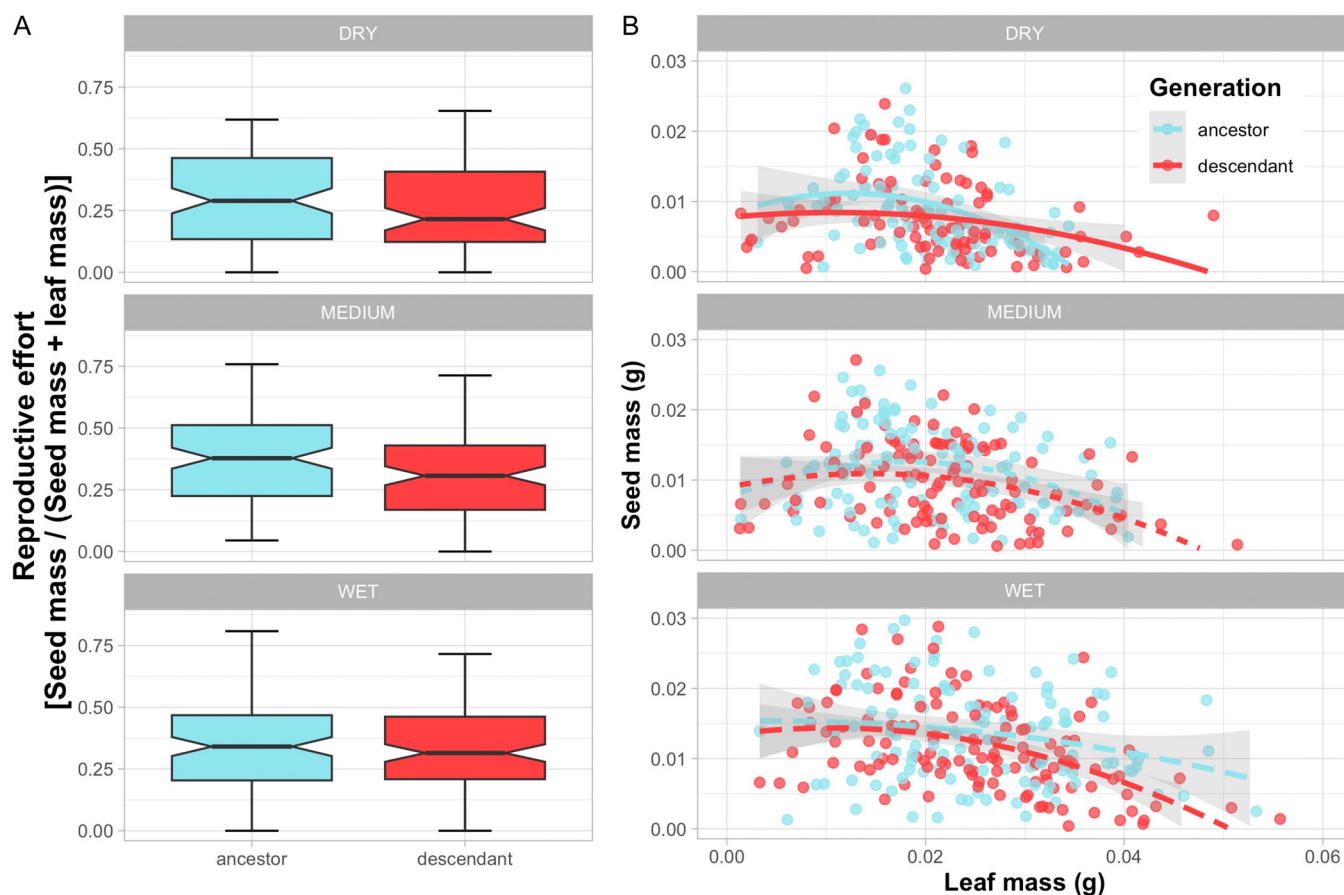 A
Reproductive effort
[Seed mass / (Seed mass + leaf mass)]
DRY
0.75
0.50
0.25
0.00
MEDIUM
0.75
0.50
0.25
0.00
WET
0.75
0.50
0.25
0.00
ancestor descendant
B
Seed mass (g)
DRY
0.03
0.02
0.01
0.00
Generation
ancestor
descendant
MEDIUM
0.03
0.02
0.01
0.00
WET
0.03
0.02
0.01
0.00
0.00 0.02 0.04 0.06
Leaf mass (g)